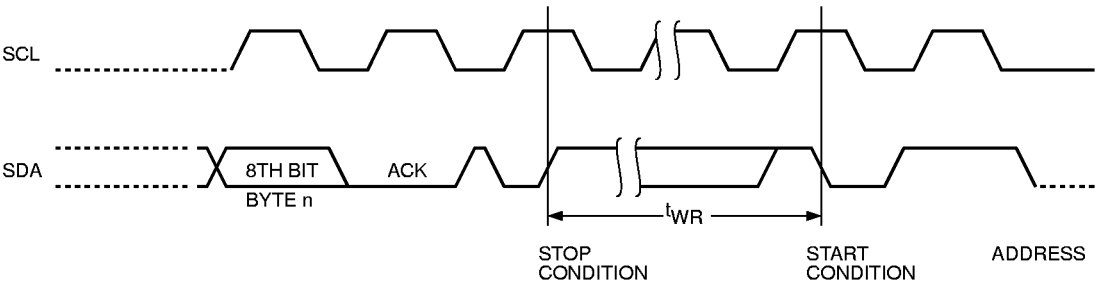 SCL
SDA
8TH BIT
ACK
BYTE n
tWR
STOP
CONDITION
START
CONDITION
ADDRESS